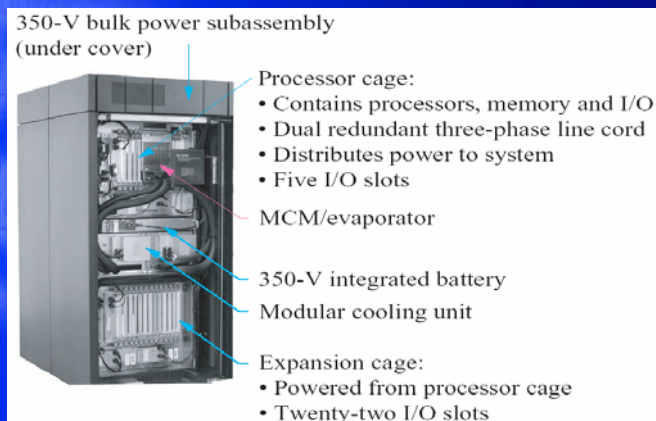 350-V bulk power subassembly
(under cover)
Processor cage:
• Contains processors, memory and I/O
• Dual redundant three-phase line cord
• Distributes power to system
• Five I/O slots
MCM/evaporator
350-V integrated battery
Modular cooling unit
Expansion cage:
• Powered from processor cage
• Twenty-two I/O slots